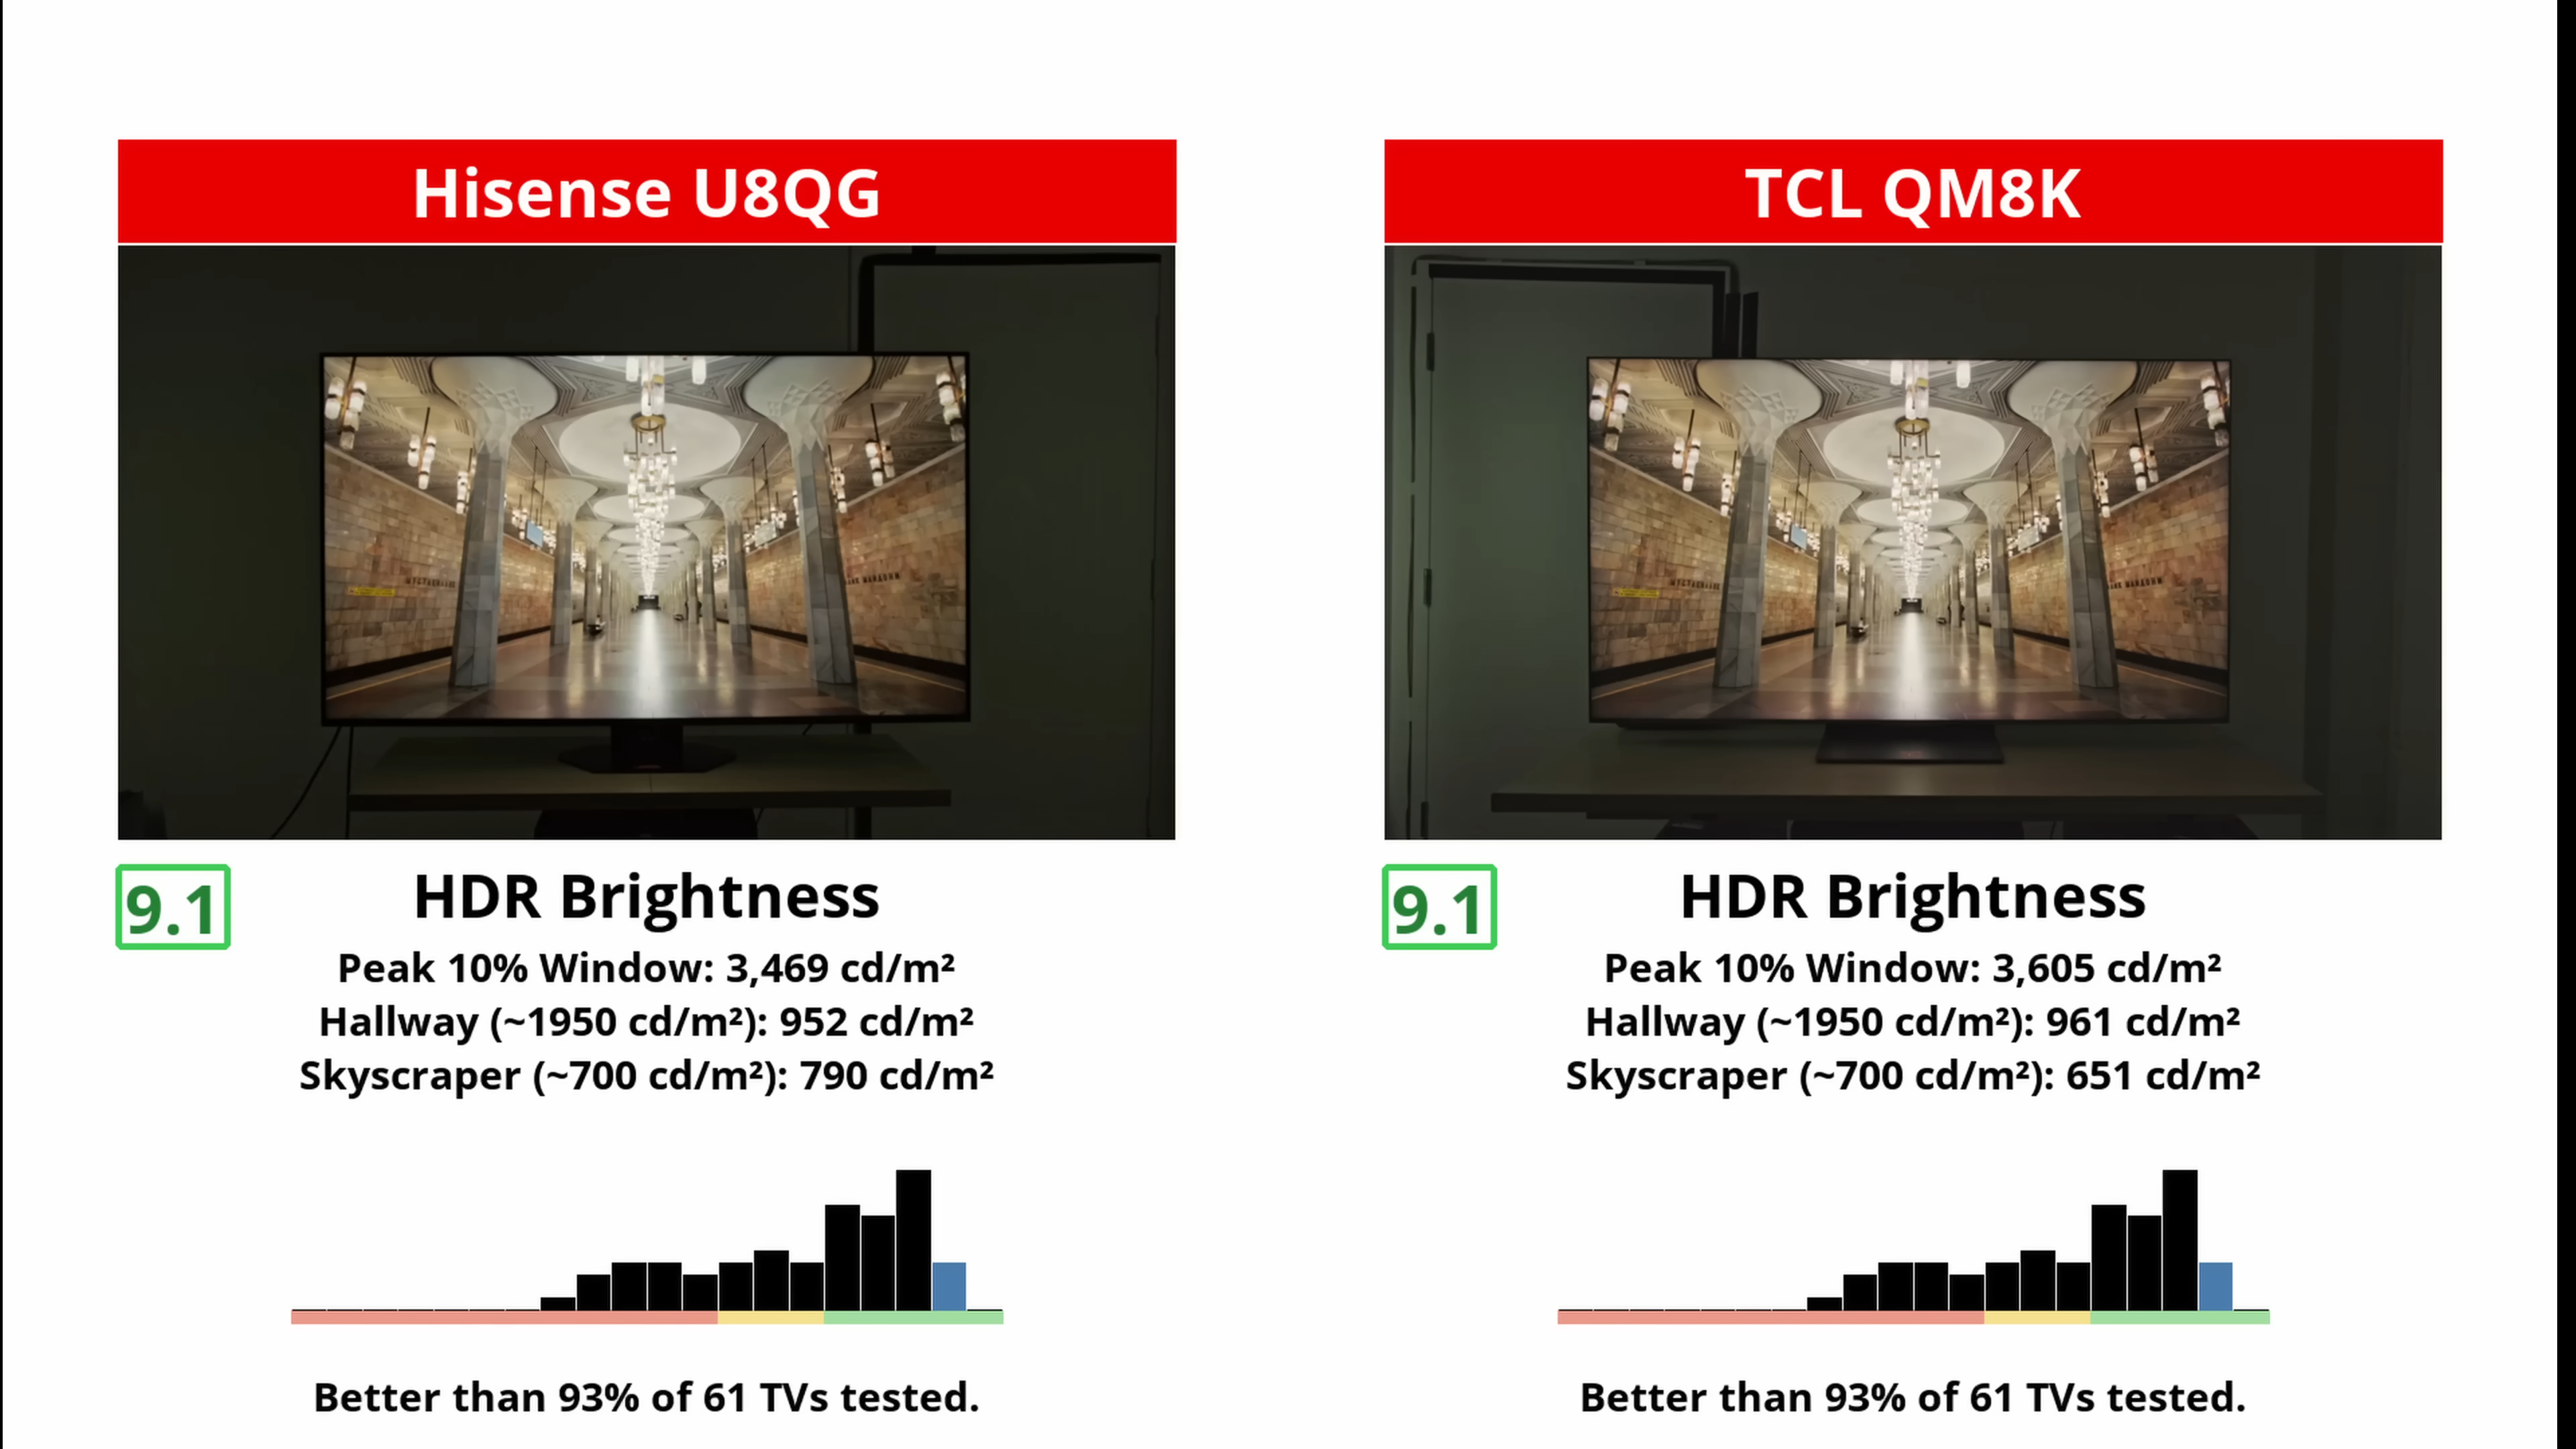 Hisense U8QG
9.1
HDR Brightness
Peak 10% Window: 3,469 cd/m²
Hallway (~1950 cd/m²): 952 cd/m²
Skyscraper (~700 cd/m²): 790 cd/m²
Better than 93% of 61 TVs tested.
TCL QM8K
9.1
HDR Brightness
Peak 10% Window: 3,605 cd/m²
Hallway (~1950 cd/m²): 961 cd/m²
Skyscraper (~700 cd/m²): 651 cd/m²
Better than 93% of 61 TVs tested.